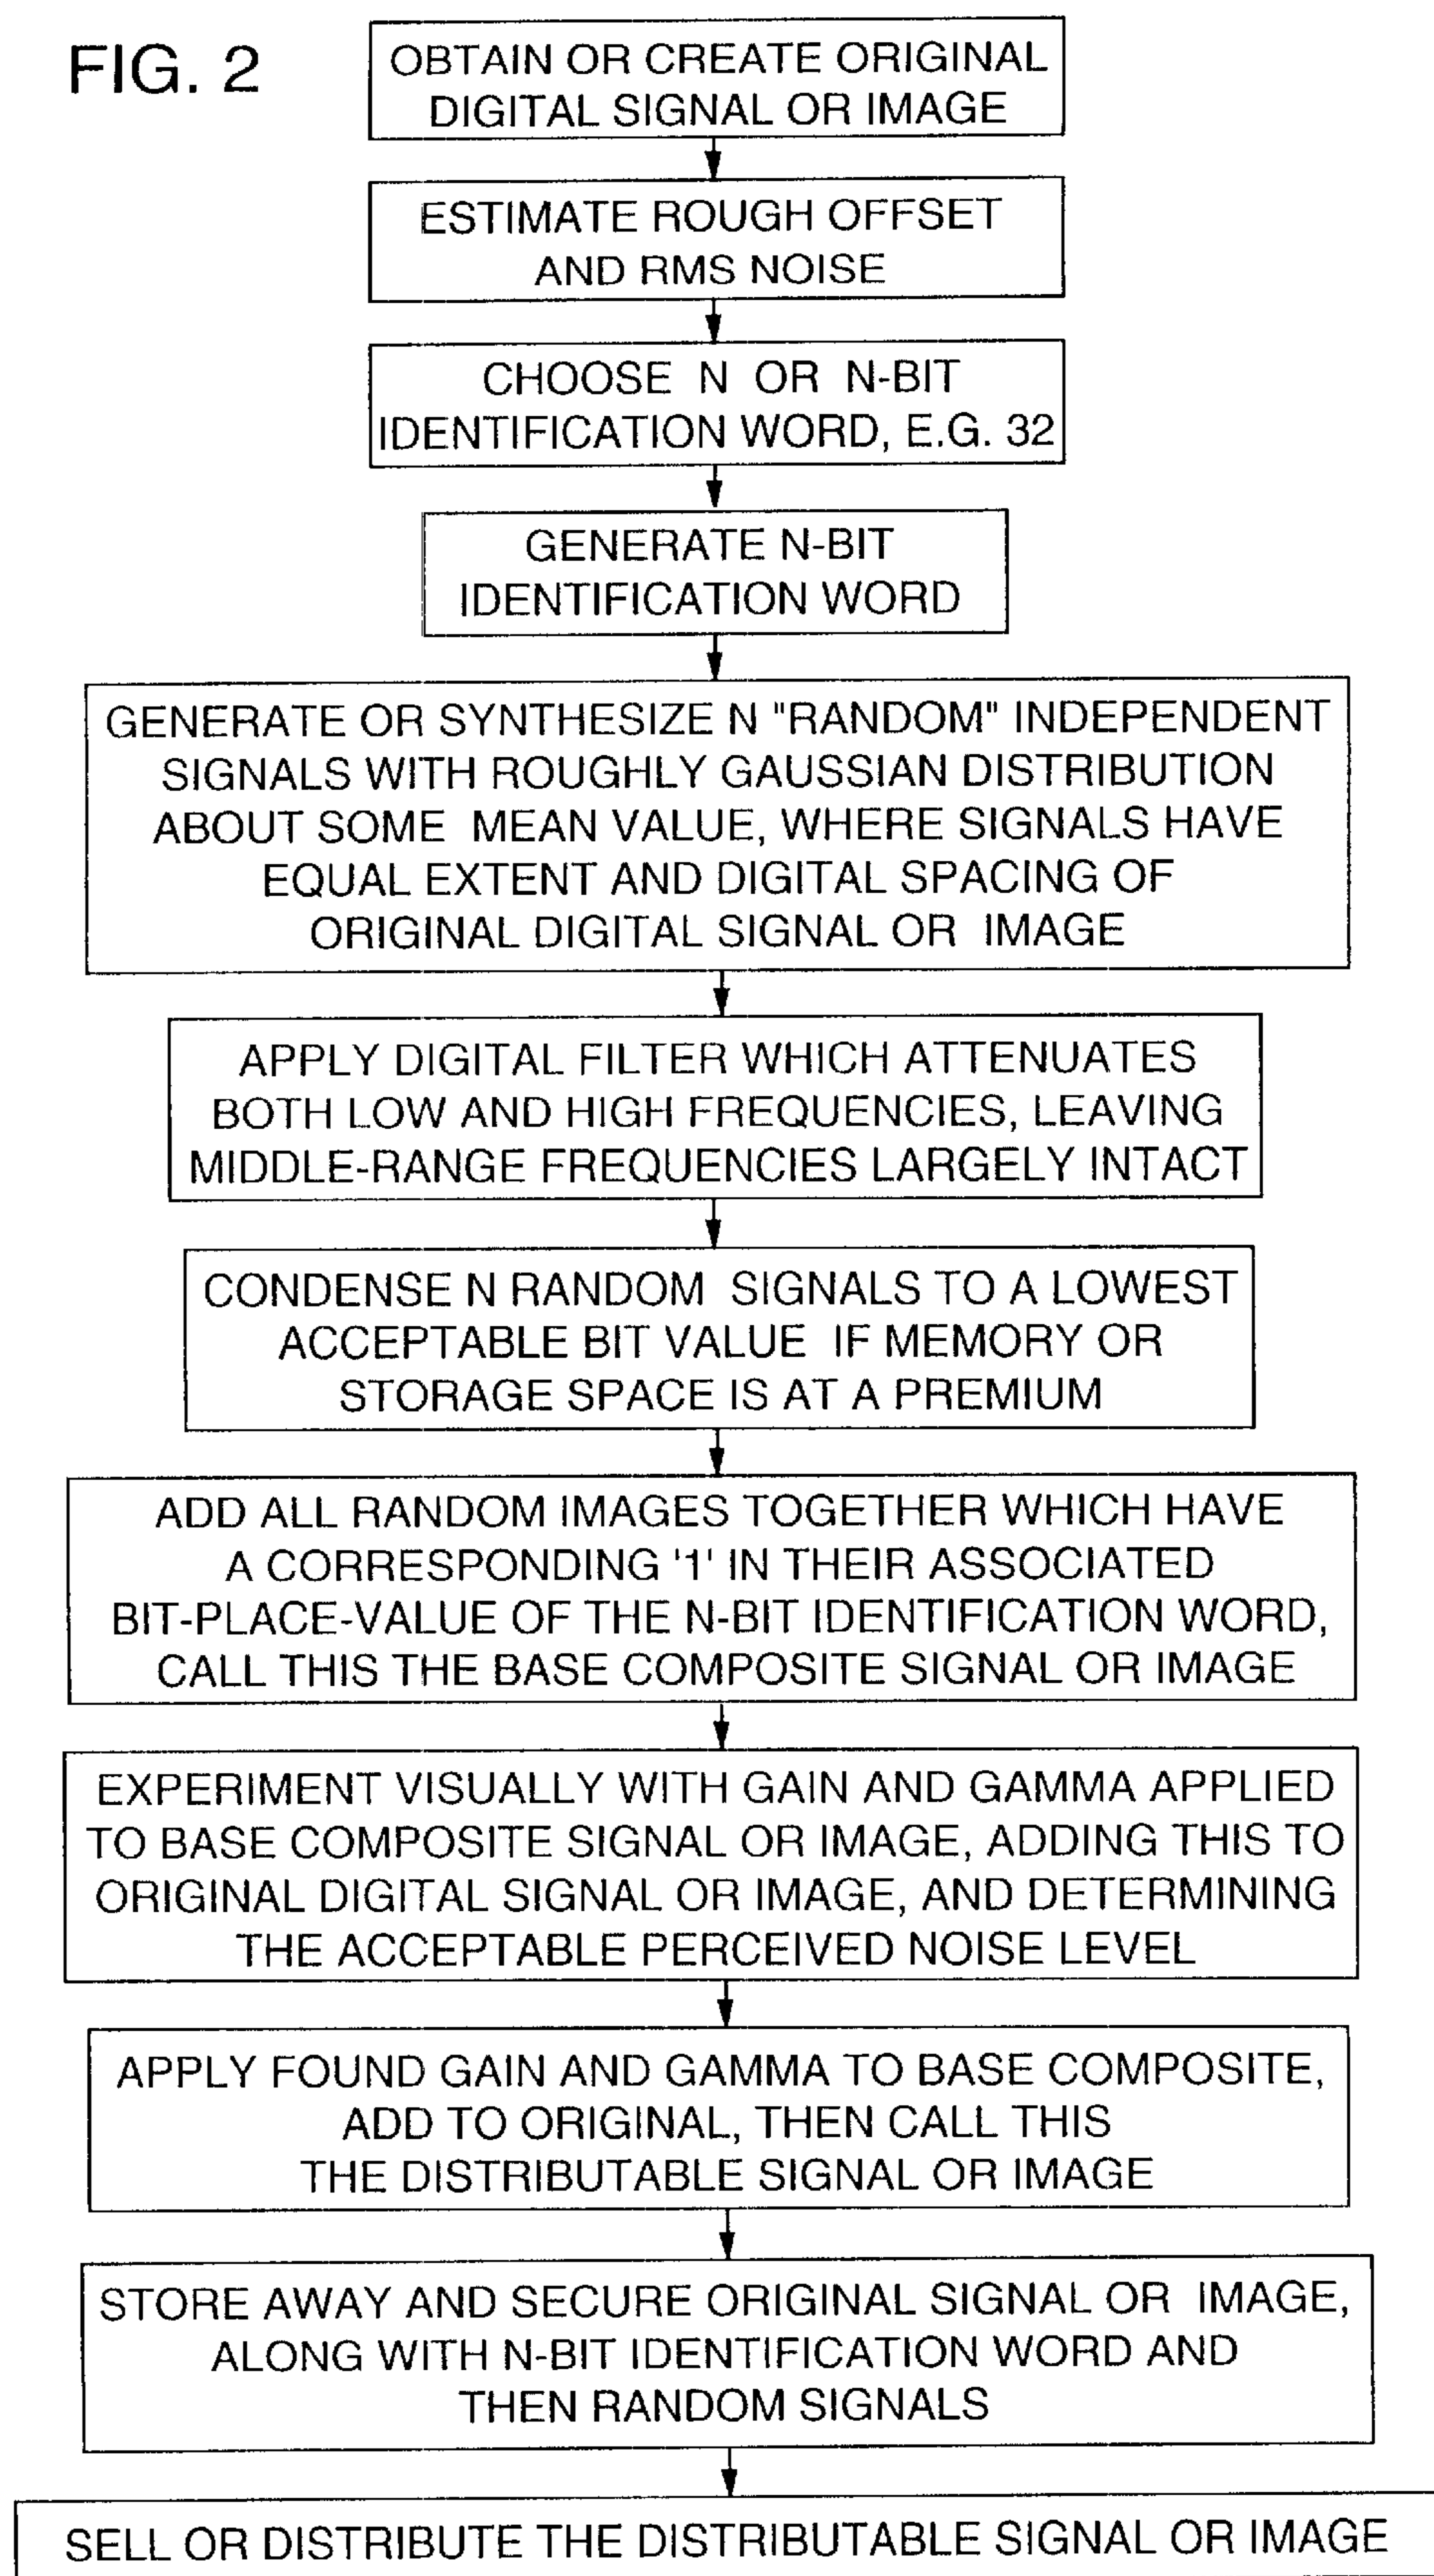 FIG. 2
OBTAIN OR CREATE ORIGINAL
DIGITAL SIGNAL OR IMAGE
ESTIMATE ROUGH OFFSET
AND RMS NOISE
CHOOSE N OR N-BIT
IDENTIFICATION WORD, E.G. 32
GENERATE N-BIT
IDENTIFICATION WORD
GENERATE OR SYNTHESIZE N "RANDOM" INDEPENDENT
SIGNALS WITH ROUGHLY GAUSSIAN DISTRIBUTION
ABOUT SOME MEAN VALUE, WHERE SIGNALS HAVE
EQUAL EXTENT AND DIGITAL SPACING OF
ORIGINAL DIGITAL SIGNAL OR IMAGE
APPLY DIGITAL FILTER WHICH ATTENUATES
BOTH LOW AND HIGH FREQUENCIES, LEAVING
MIDDLE-RANGE FREQUENCIES LARGELY INTACT
CONDENSE N RANDOM SIGNALS TO A LOWEST
ACCEPTABLE BIT VALUE IF MEMORY OR
STORAGE SPACE IS AT A PREMIUM
ADD ALL RANDOM IMAGES TOGETHER WHICH HAVE
A CORRESPONDING '1' IN THEIR ASSOCIATED
BIT-PLACE-VALUE OF THE N-BIT IDENTIFICATION WORD,
CALL THIS THE BASE COMPOSITE SIGNAL OR IMAGE
EXPERIMENT VISUALLY WITH GAIN AND GAMMA APPLIED
TO BASE COMPOSITE SIGNAL OR IMAGE, ADDING THIS TO
ORIGINAL DIGITAL SIGNAL OR IMAGE, AND DETERMINING
THE ACCEPTABLE PERCEIVED NOISE LEVEL
APPLY FOUND GAIN AND GAMMA TO BASE COMPOSITE,
ADD TO ORIGINAL, THEN CALL THIS
THE DISTRIBUTABLE SIGNAL OR IMAGE
STORE AWAY AND SECURE ORIGINAL SIGNAL OR IMAGE,
ALONG WITH N-BIT IDENTIFICATION WORD AND
THEN RANDOM SIGNALS
SELL OR DISTRIBUTE THE DISTRIBUTABLE SIGNAL OR IMAGE